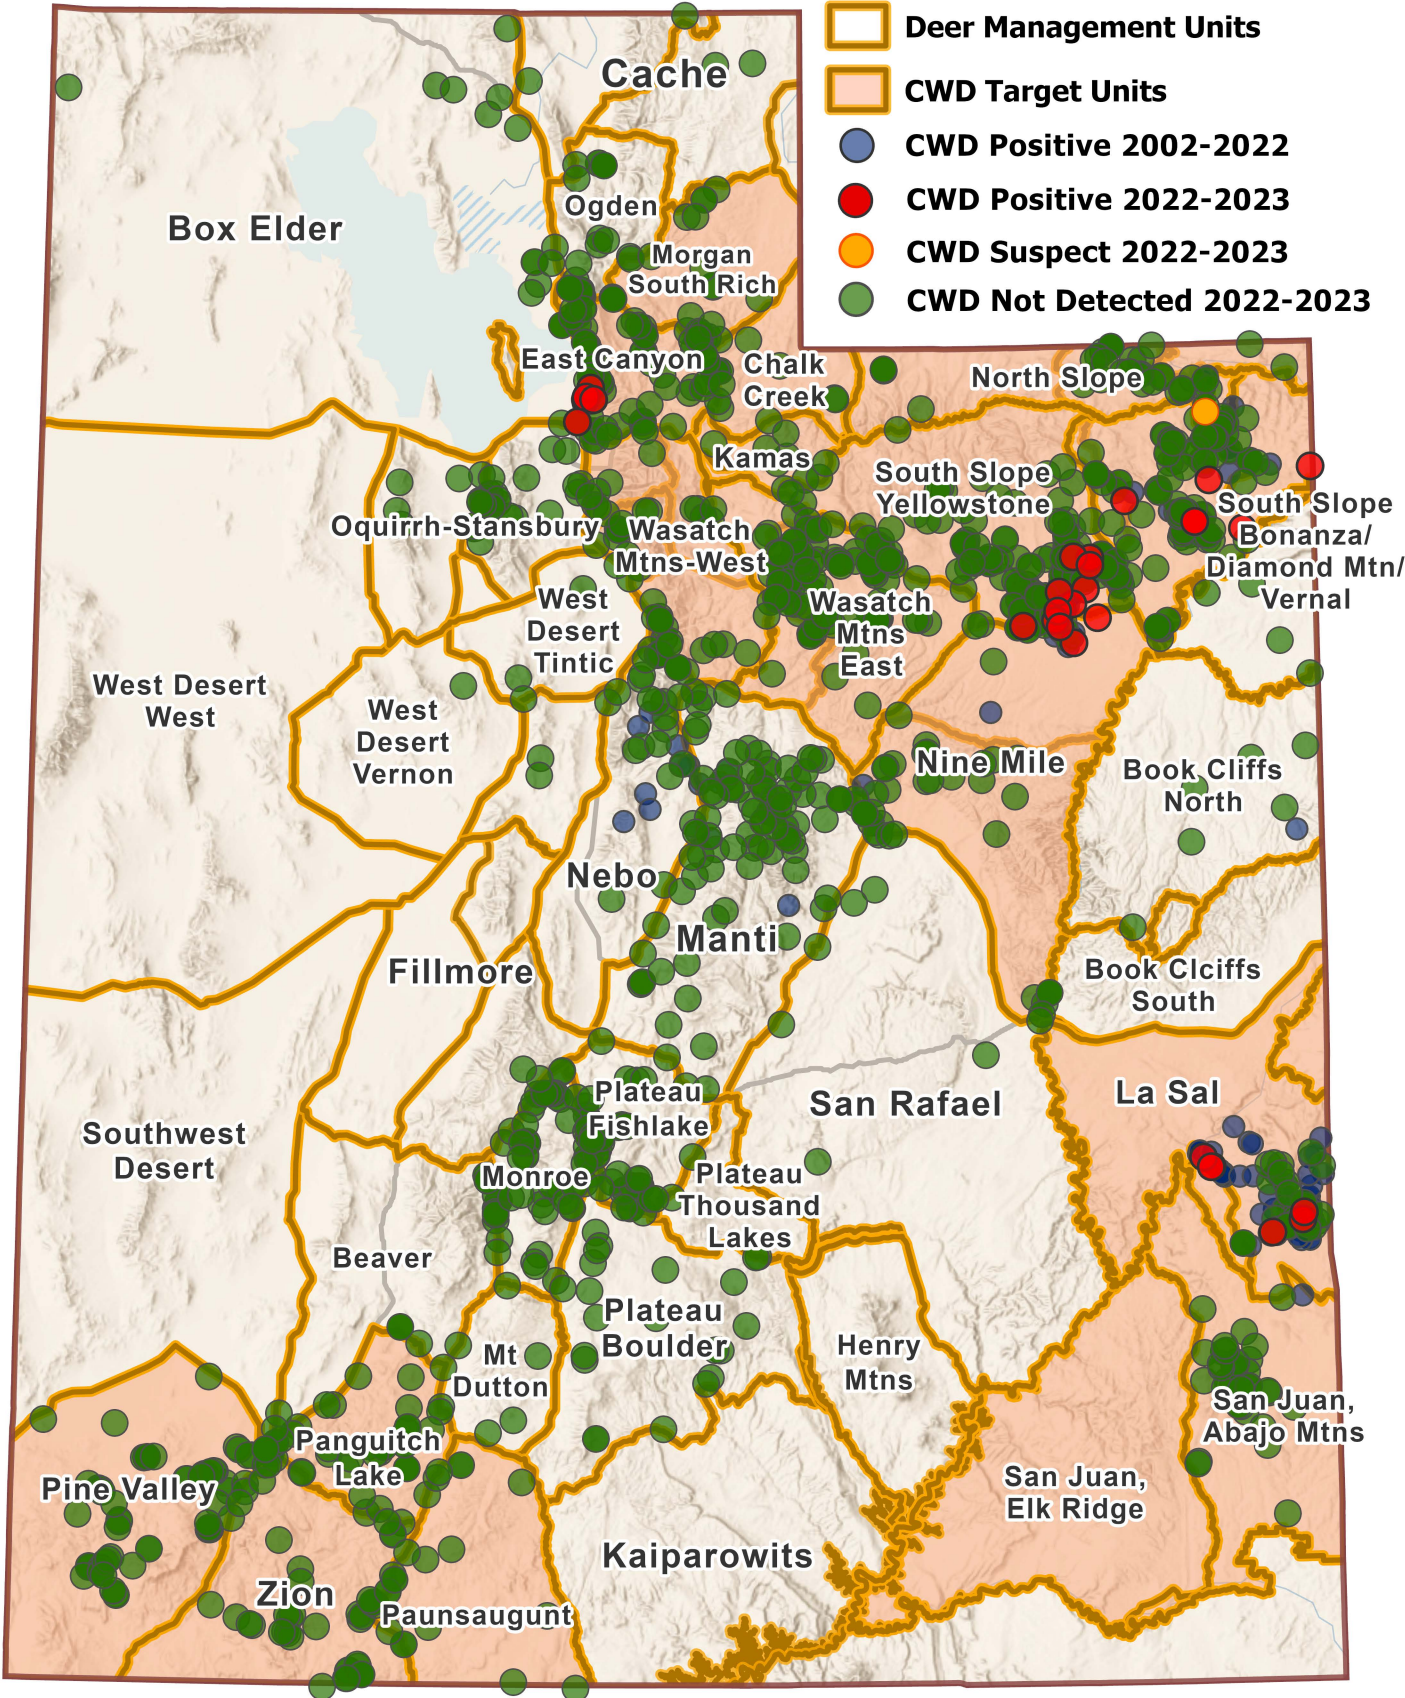 Deer Management Units
CWD Target Units
CWD Positive 2002-2022
CWD Positive 2022-2023
CWD Suspect 2022-2023
CWD Not Detected 2022-2023
Cache
Box Elder
Ogden
Morgan
South Rich
East Canyon
Chalk
Creek
North Slope
Kamas
South Slope
Yellowstone
South Slope
Bonanza/
Diamond Mtn/
Vernal
Oquirrh-Stansbury
Wasatch
Mtns-West
West
Desert
Tintic
Wasatch
Mtns
East
West Desert
West
West
Desert
Vernon
Nine Mile
Book Cliffs
North
Nebo
Manti
Fillmore
Book Clciffs
South
San Rafael
La Sal
Plateau
Fishlake
Southwest
Desert
Monroe
Plateau
Thousand
Lakes
Beaver
Plateau
Boulder
Henry
Mtns
Mt
Dutton
San Juan,
Abajo Mtns
Panguitch
Lake
Pine Valley
San Juan,
Elk Ridge
Kaiparowits
Zion
Paunsaugunt